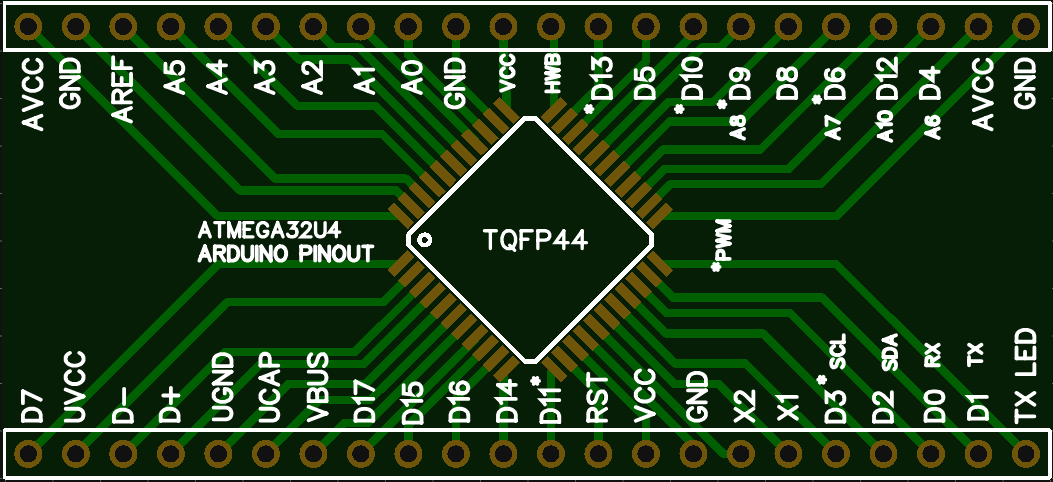 AVCC
GND
AREF
A5
A4
A3
A2
A1
A0
GND
VCC
HWB
*D13
D5
*D10
*D9
D8
*D6
D12
D4
AVCC
GND
A8
A7
A10
A6
ATMEGA32U4
ARDUINO PINOUT
TQFP44
*PWM
D7
UVCC
D-
D+
UGND
UCAP
VBUS
D17
D15
D16
D14
D11*
RST
VCC
GND
X2
X1
D3* SCL
D2 SDA
D0 RX
D1 TX
TX LED